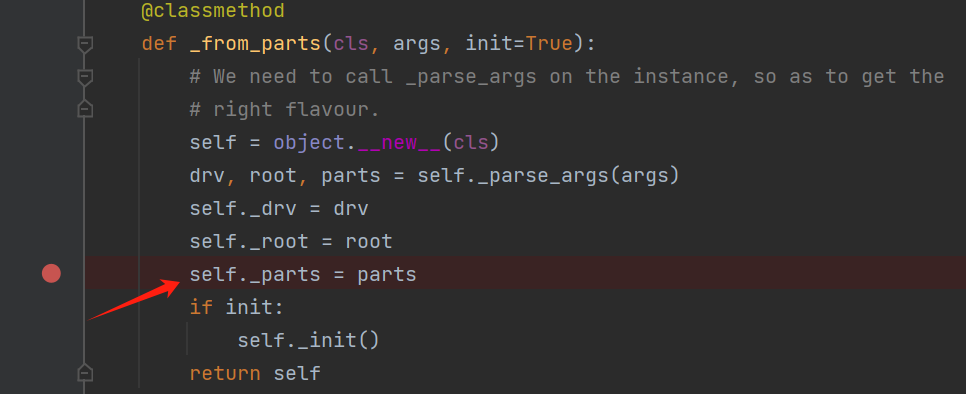 @classmethod
def _from_parts(cls, args, init=True):
# We need to call _parse_args on the instance, so as to get the
# right flavour.
self = object.__new__(cls)
drv, root, parts = self._parse_args(args)
self._drv = drv
self._root = root
self._parts = parts
if init:
self._init()
return self